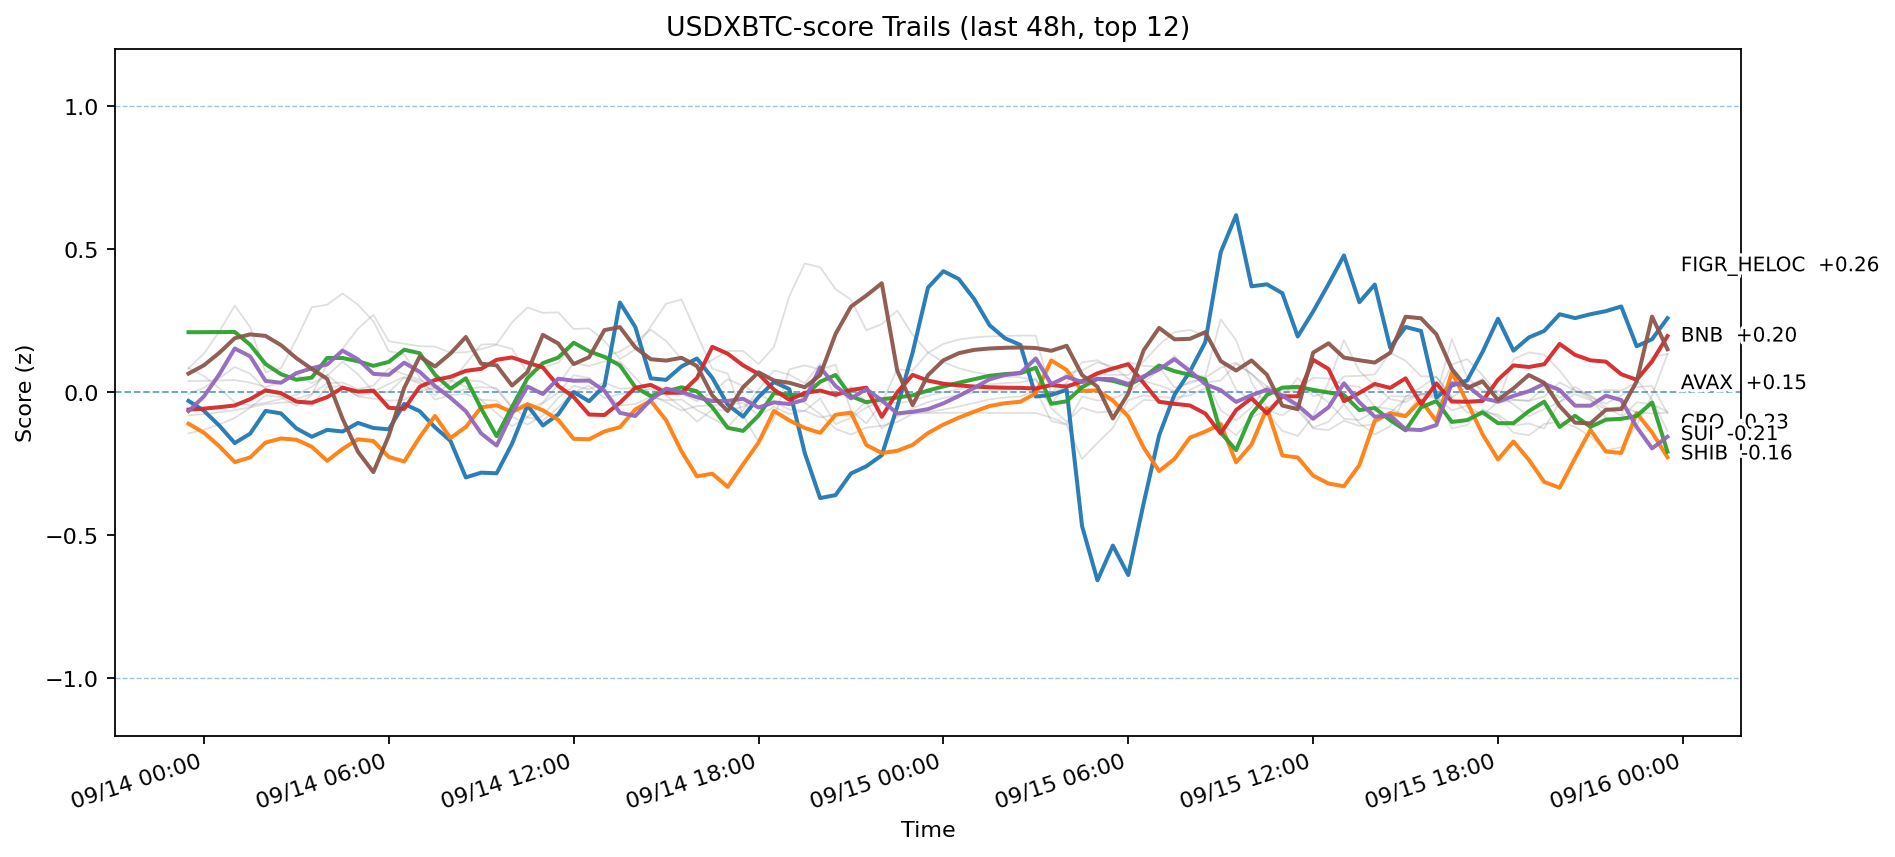 USDXBTC-score Trails (last 48h, top 12)
Score (z)
1.0
0.5
0.0
−0.5
−1.0
FIGR_HELOC +0.26
BNB +0.20
AVAX +0.15
-0.23
SUI -0.21
SHIB -0.16
09/14 00:00
09/14 06:00
09/14 12:00
09/14 18:00
09/15 00:00
09/15 06:00
09/15 12:00
09/15 18:00
09/16 00:00
Time